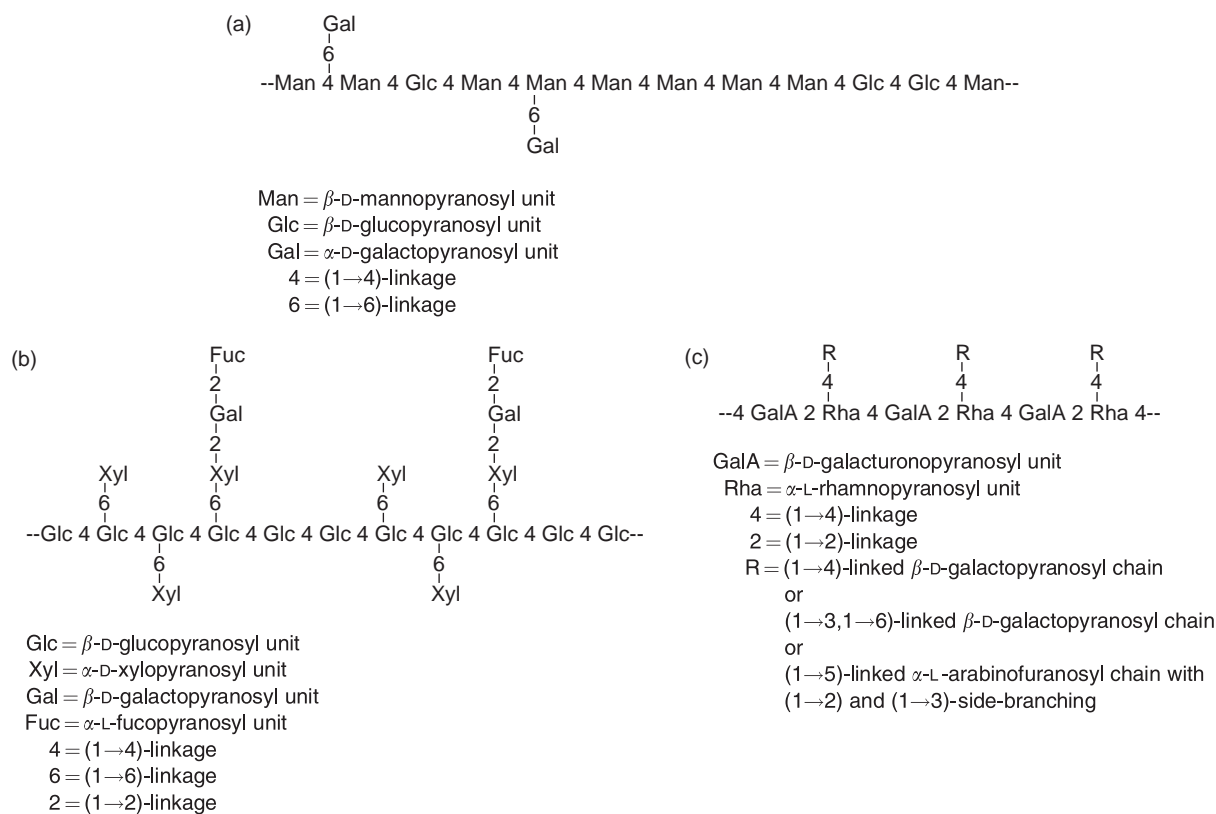 (a)
Gal
6
--Man 4 Man 4 Glc 4 Man 4 Man 4 Man 4 Man 4 Man 4 Man 4 Glc 4 Glc 4 Man--
6
Gal
Man = β-D-mannopyranosyl unit
Glc = β-D-glucopyranosyl unit
Gal = α-D-galactopyranosyl unit
4 = (1→4)-linkage
6 = (1→6)-linkage
(b)
Fuc Fuc
2 2
Gal Gal
2 2
Xyl Xyl Xyl Xyl
6 6 6 6
--Glc 4 Glc 4 Glc 4 Glc 4 Glc 4 Glc 4 Glc 4 Glc 4 Glc 4 Glc 4 Glc--
6 6
Xyl Xyl
Glc = β-D-glucopyranosyl unit
Xyl = α-D-xylopyranosyl unit
Gal = β-D-galactopyranosyl unit
Fuc = α-L-fucopyranosyl unit
4 = (1→4)-linkage
6 = (1→6)-linkage
2 = (1→2)-linkage
(c)
R R R
4 4 4
--4 GalA 2 Rha 4 GalA 2 Rha 4 GalA 2 Rha 4--
GalA = β-D-galacturonopyranosyl unit
Rha = α-L-rhamnopyranosyl unit
4 = (1→4)-linkage
2 = (1→2)-linkage
R = (1→4)-linked β-D-galactopyranosyl chain
or
(1→3,1→6)-linked β-D-galactopyranosyl chain
or
(1→5)-linked α-L-arabinofuranosyl chain with
(1→2) and (1→3)-side-branching